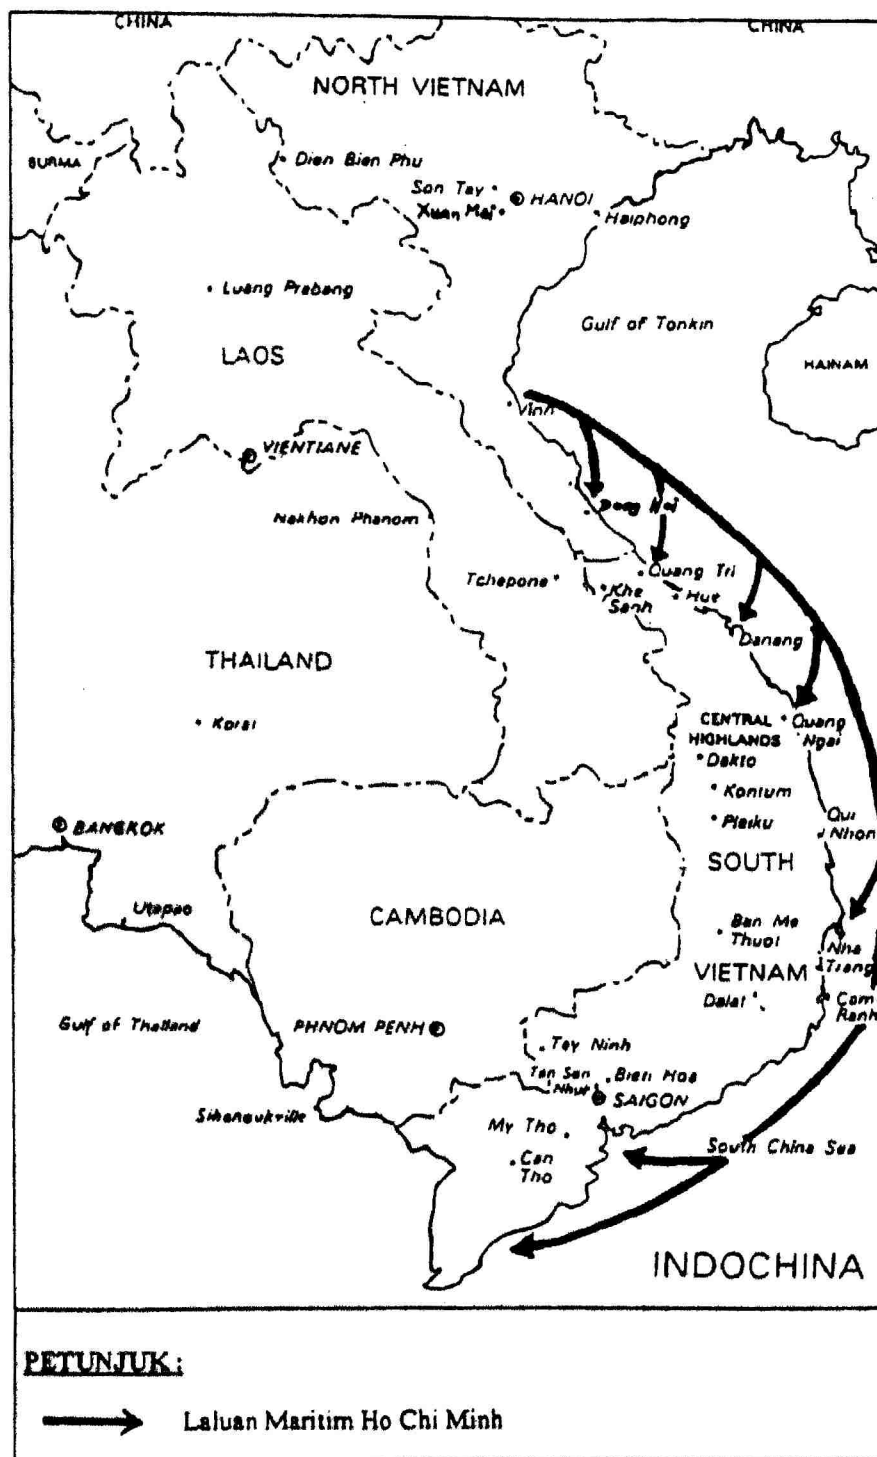 CHINA
CHINA
NORTH VIETNAM
BURMA
Dien Bien Phu
Son Tay
HANOI
Xuan Mai
Haiphong
Luang Prabang
Gulf of Tonkin
LAOS
HAINAM
Vinh
VIENTIANE
Dong Hoi
Nakhon Phanom
Tchepone
Quang Tri
Khe
Sanh
Hue
Danang
THAILAND
Korat
CENTRAL
HIGHLANDS
Quang
Ngai
Dakto
Kontum
Pleiku
BANGKOK
Qui
Nhon
SOUTH
Utapao
CAMBODIA
Ban Me
Thuot
Nha
Trang
VIETNAM
Dalat
Cam
Ranh
Gulf of Thailand
PHNOM PENH
Tay Ninh
Tan Son
Nhut
Bien Hoa
SAIGON
Sihanoukville
My Tho
South China Sea
Can
Tho
INDOCHINA
PETUNJUK :
Laluan Maritim Ho Chi Minh